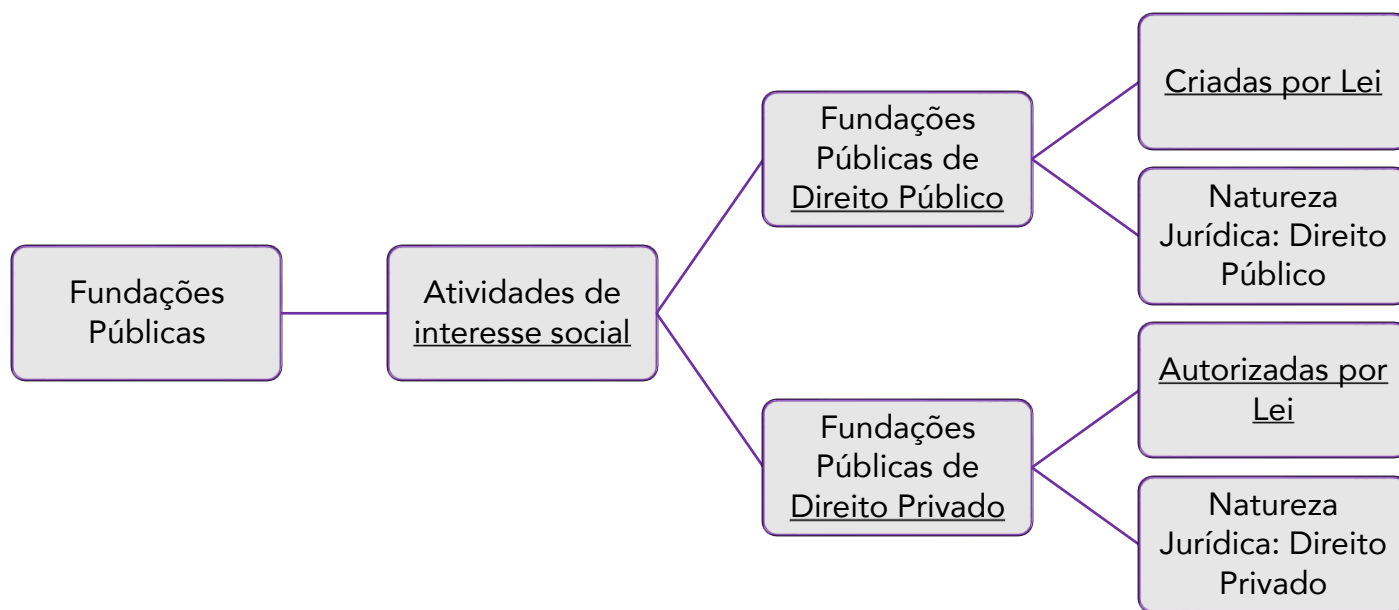 Fundações
Públicas
Atividades de
interesse social
Fundações
Públicas de
Direito Público
Criadas por Lei
Natureza
Jurídica: Direito
Público
Fundações
Públicas de
Direito Privado
Autorizadas por
Lei
Natureza
Jurídica: Direito
Privado